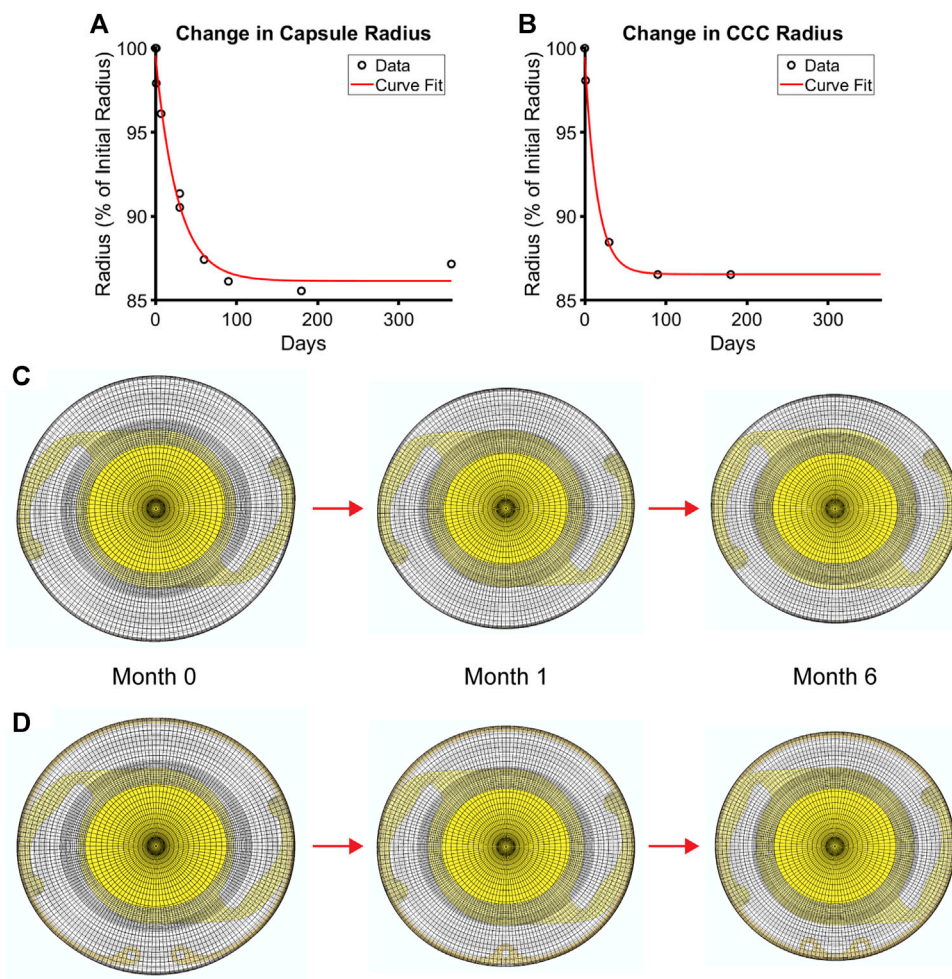 A
Change in Capsule Radius
Data
Curve Fit
Radius (% of Initial Radius)
100
95
90
85
0
100
200
300
Days
B
Change in CCC Radius
Data
Curve Fit
Radius (% of Initial Radius)
100
95
90
85
0
100
200
300
Days
C
Month 0
Month 1
Month 6
D